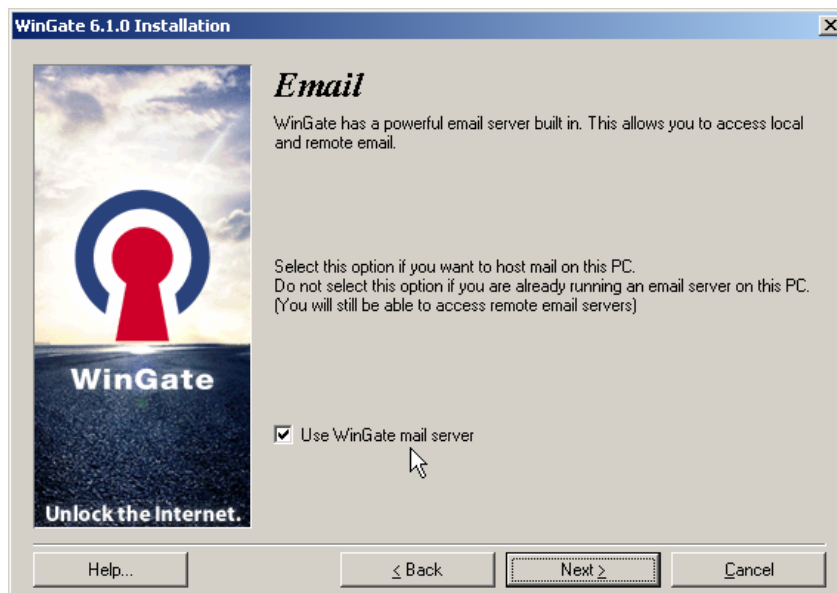 WinGate 6.1.0 Installation
Email
WinGate has a powerful email server built in. This allows you to access local
and remote email.
Select this option if you want to host mail on this PC.
Do not select this option if you are already running an email server on this PC.
(You will still be able to access remote email servers)
WinGate
Use WinGate mail server
Unlock the Internet.
Help...
< Back
Next >
Cancel